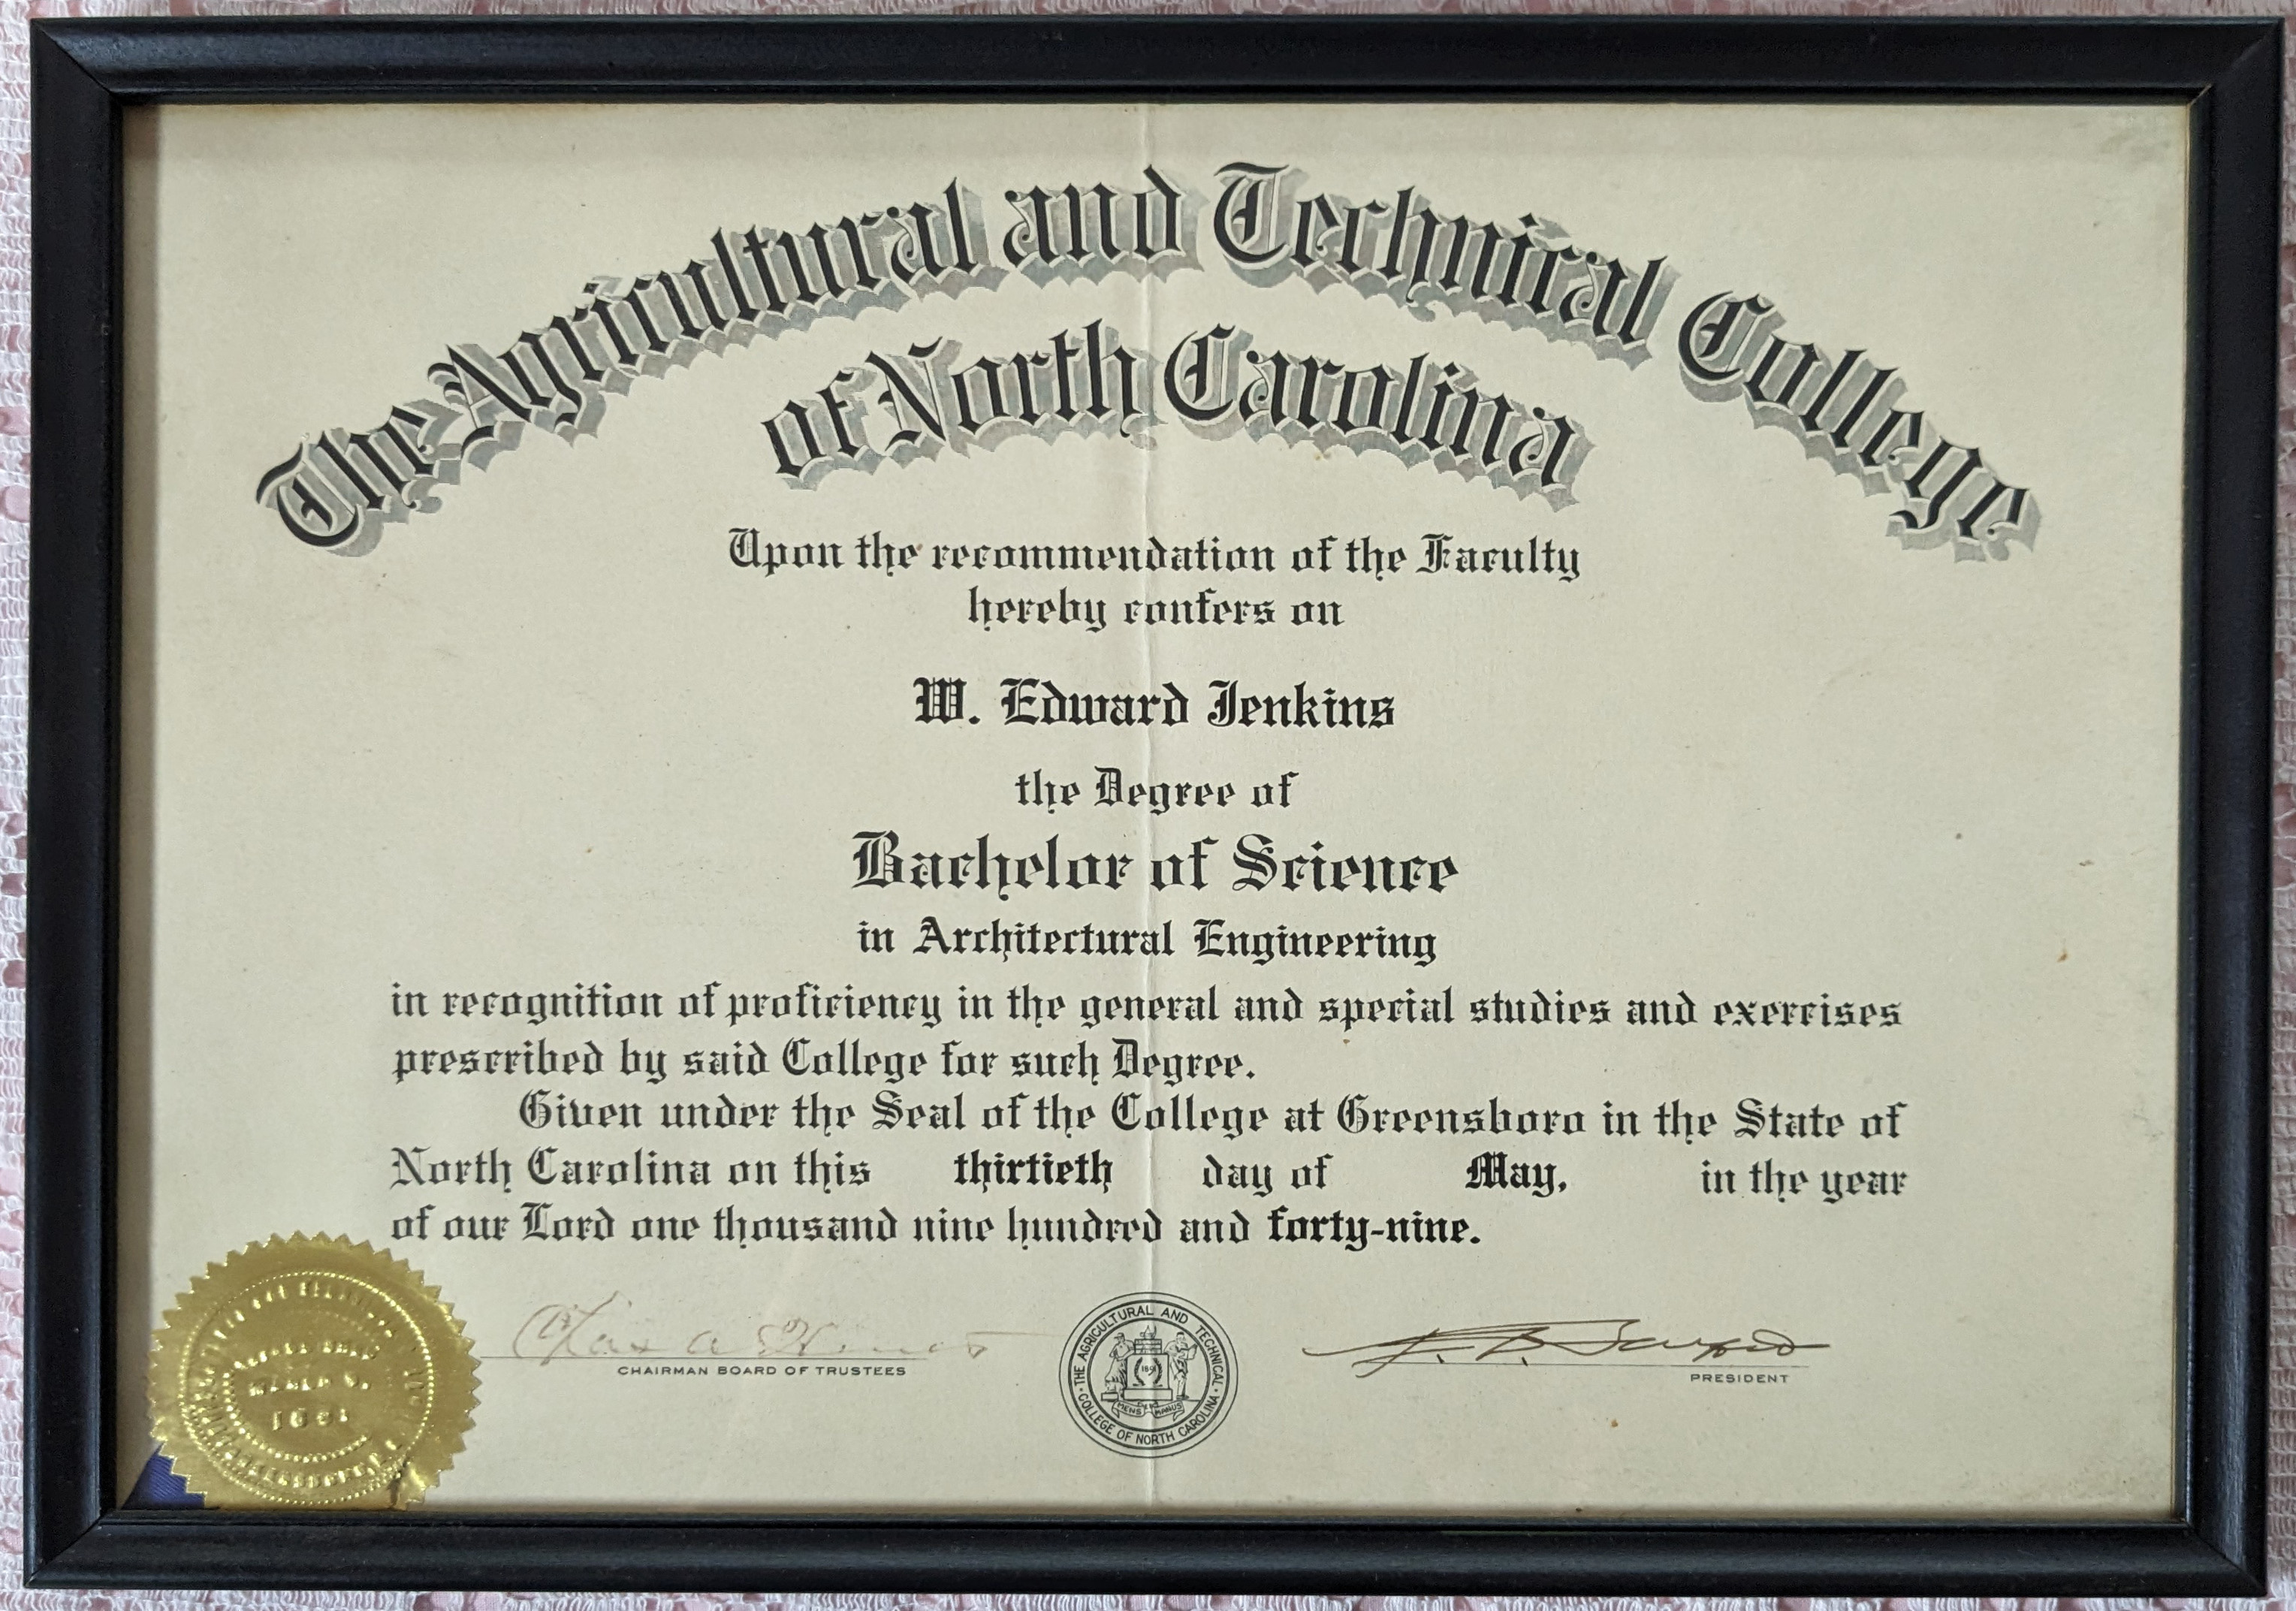 The Agricultural and Technical College
of North Carolina
Upon the recommendation of the Faculty
hereby confers on
W. Edward Jenkins
the Degree of
Bachelor of Science
in Architectural Engineering
in recognition of proficiency in the general and special studies and exercises
prescribed by said College for such Degree.
Given under the Seal of the College at Greensboro in the State of
North Carolina on this thirtieth day of May, in the year
of our Lord one thousand nine hundred and forty-nine.
CHAIRMAN BOARD OF TRUSTEES
THE AGRICULTURAL AND TECHNICAL
COLLEGE OF NORTH CAROLINA
1891
MENS ET MANUS
PRESIDENT